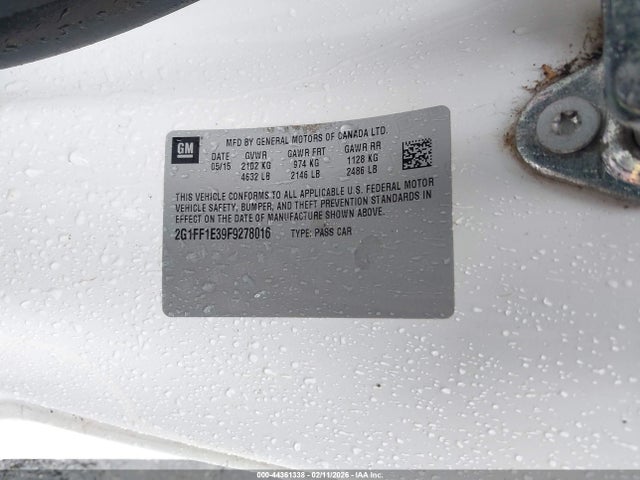 GM
MFD BY GENERAL MOTORS OF CANADA LTD.
DATE GVWR GAWR FRT GAWR RR
05/15 2102 KG 974 KG 1128 KG
4632 LB 2146 LB 2486 LB
THIS VEHICLE CONFORMS TO ALL APPLICABLE U.S. FEDERAL MOTOR
VEHICLE SAFETY, BUMPER, AND THEFT PREVENTION STANDARDS IN
EFFECT ON THE DATE OF MANUFACTURE SHOWN ABOVE.
2G1FF1E39F9278016 TYPE: PASS CAR
000-44361338 - 02/11/2026 - IAA Inc.